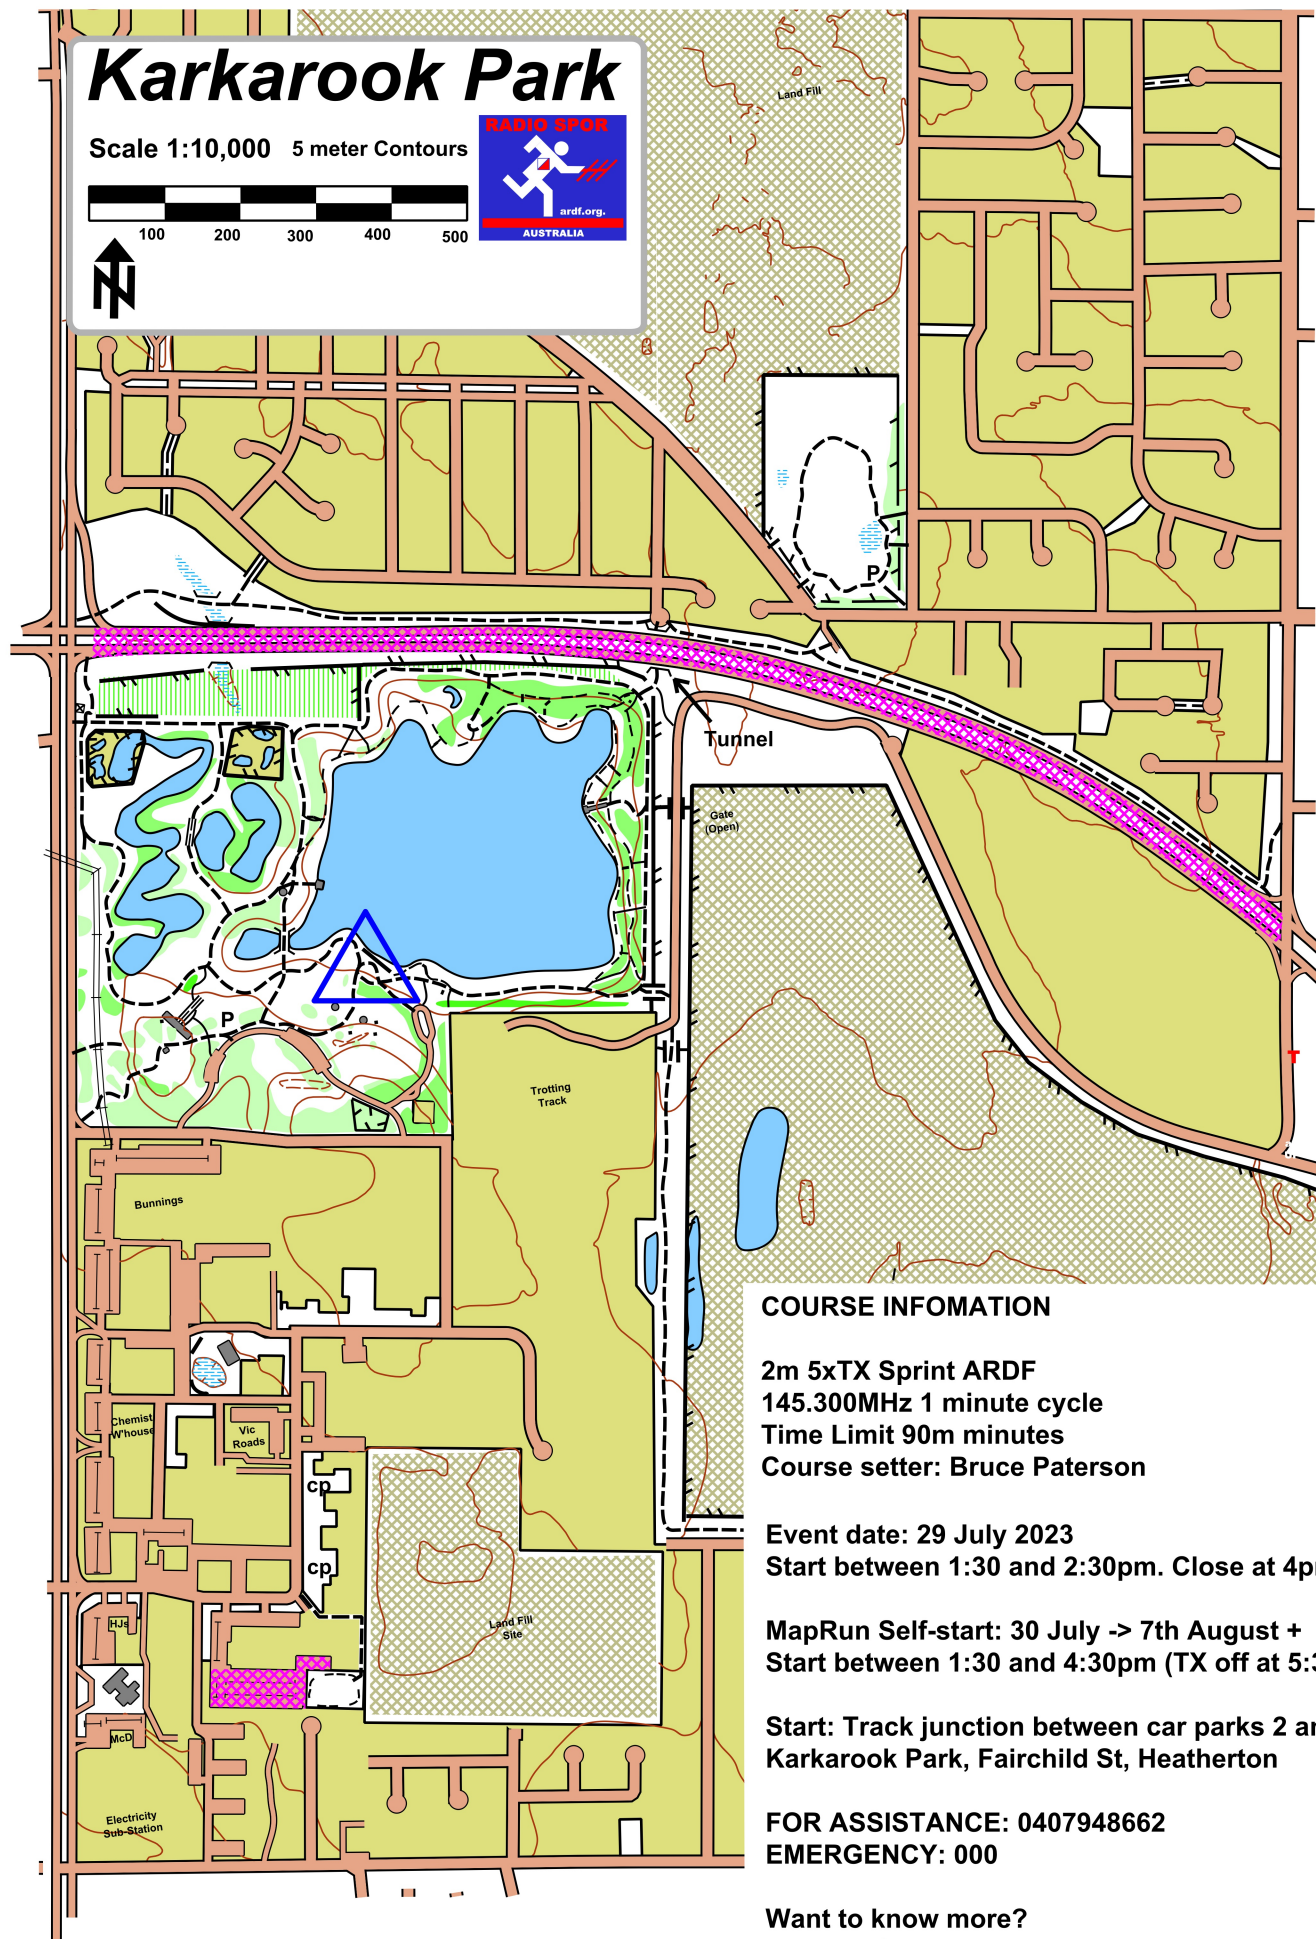 Karkarook Park
Scale 1:10,000 5 meter Contours
100 200 300 400 500
N
RADIO SPOR
ardf.org.
AUSTRALIA
Land Fill
P
Tunnel
Gate
(Open)
P
Trotting
Track
Bunnings
Chemist
W'house
Vic
Roads
cp
cp
HJs
Land Fill
Site
McD
Electricity
Sub-Station
COURSE INFOMATION
2m 5xTX Sprint ARDF
145.300MHz 1 minute cycle
Time Limit 90m minutes
Course setter: Bruce Paterson
Event date: 29 July 2023
Start between 1:30 and 2:30pm. Close at 4p
MapRun Self-start: 30 July -> 7th August +
Start between 1:30 and 4:30pm (TX off at 5:3
Start: Track junction between car parks 2 a
Karkarook Park, Fairchild St, Heatherton
FOR ASSISTANCE: 0407948662
EMERGENCY: 000
Want to know more?